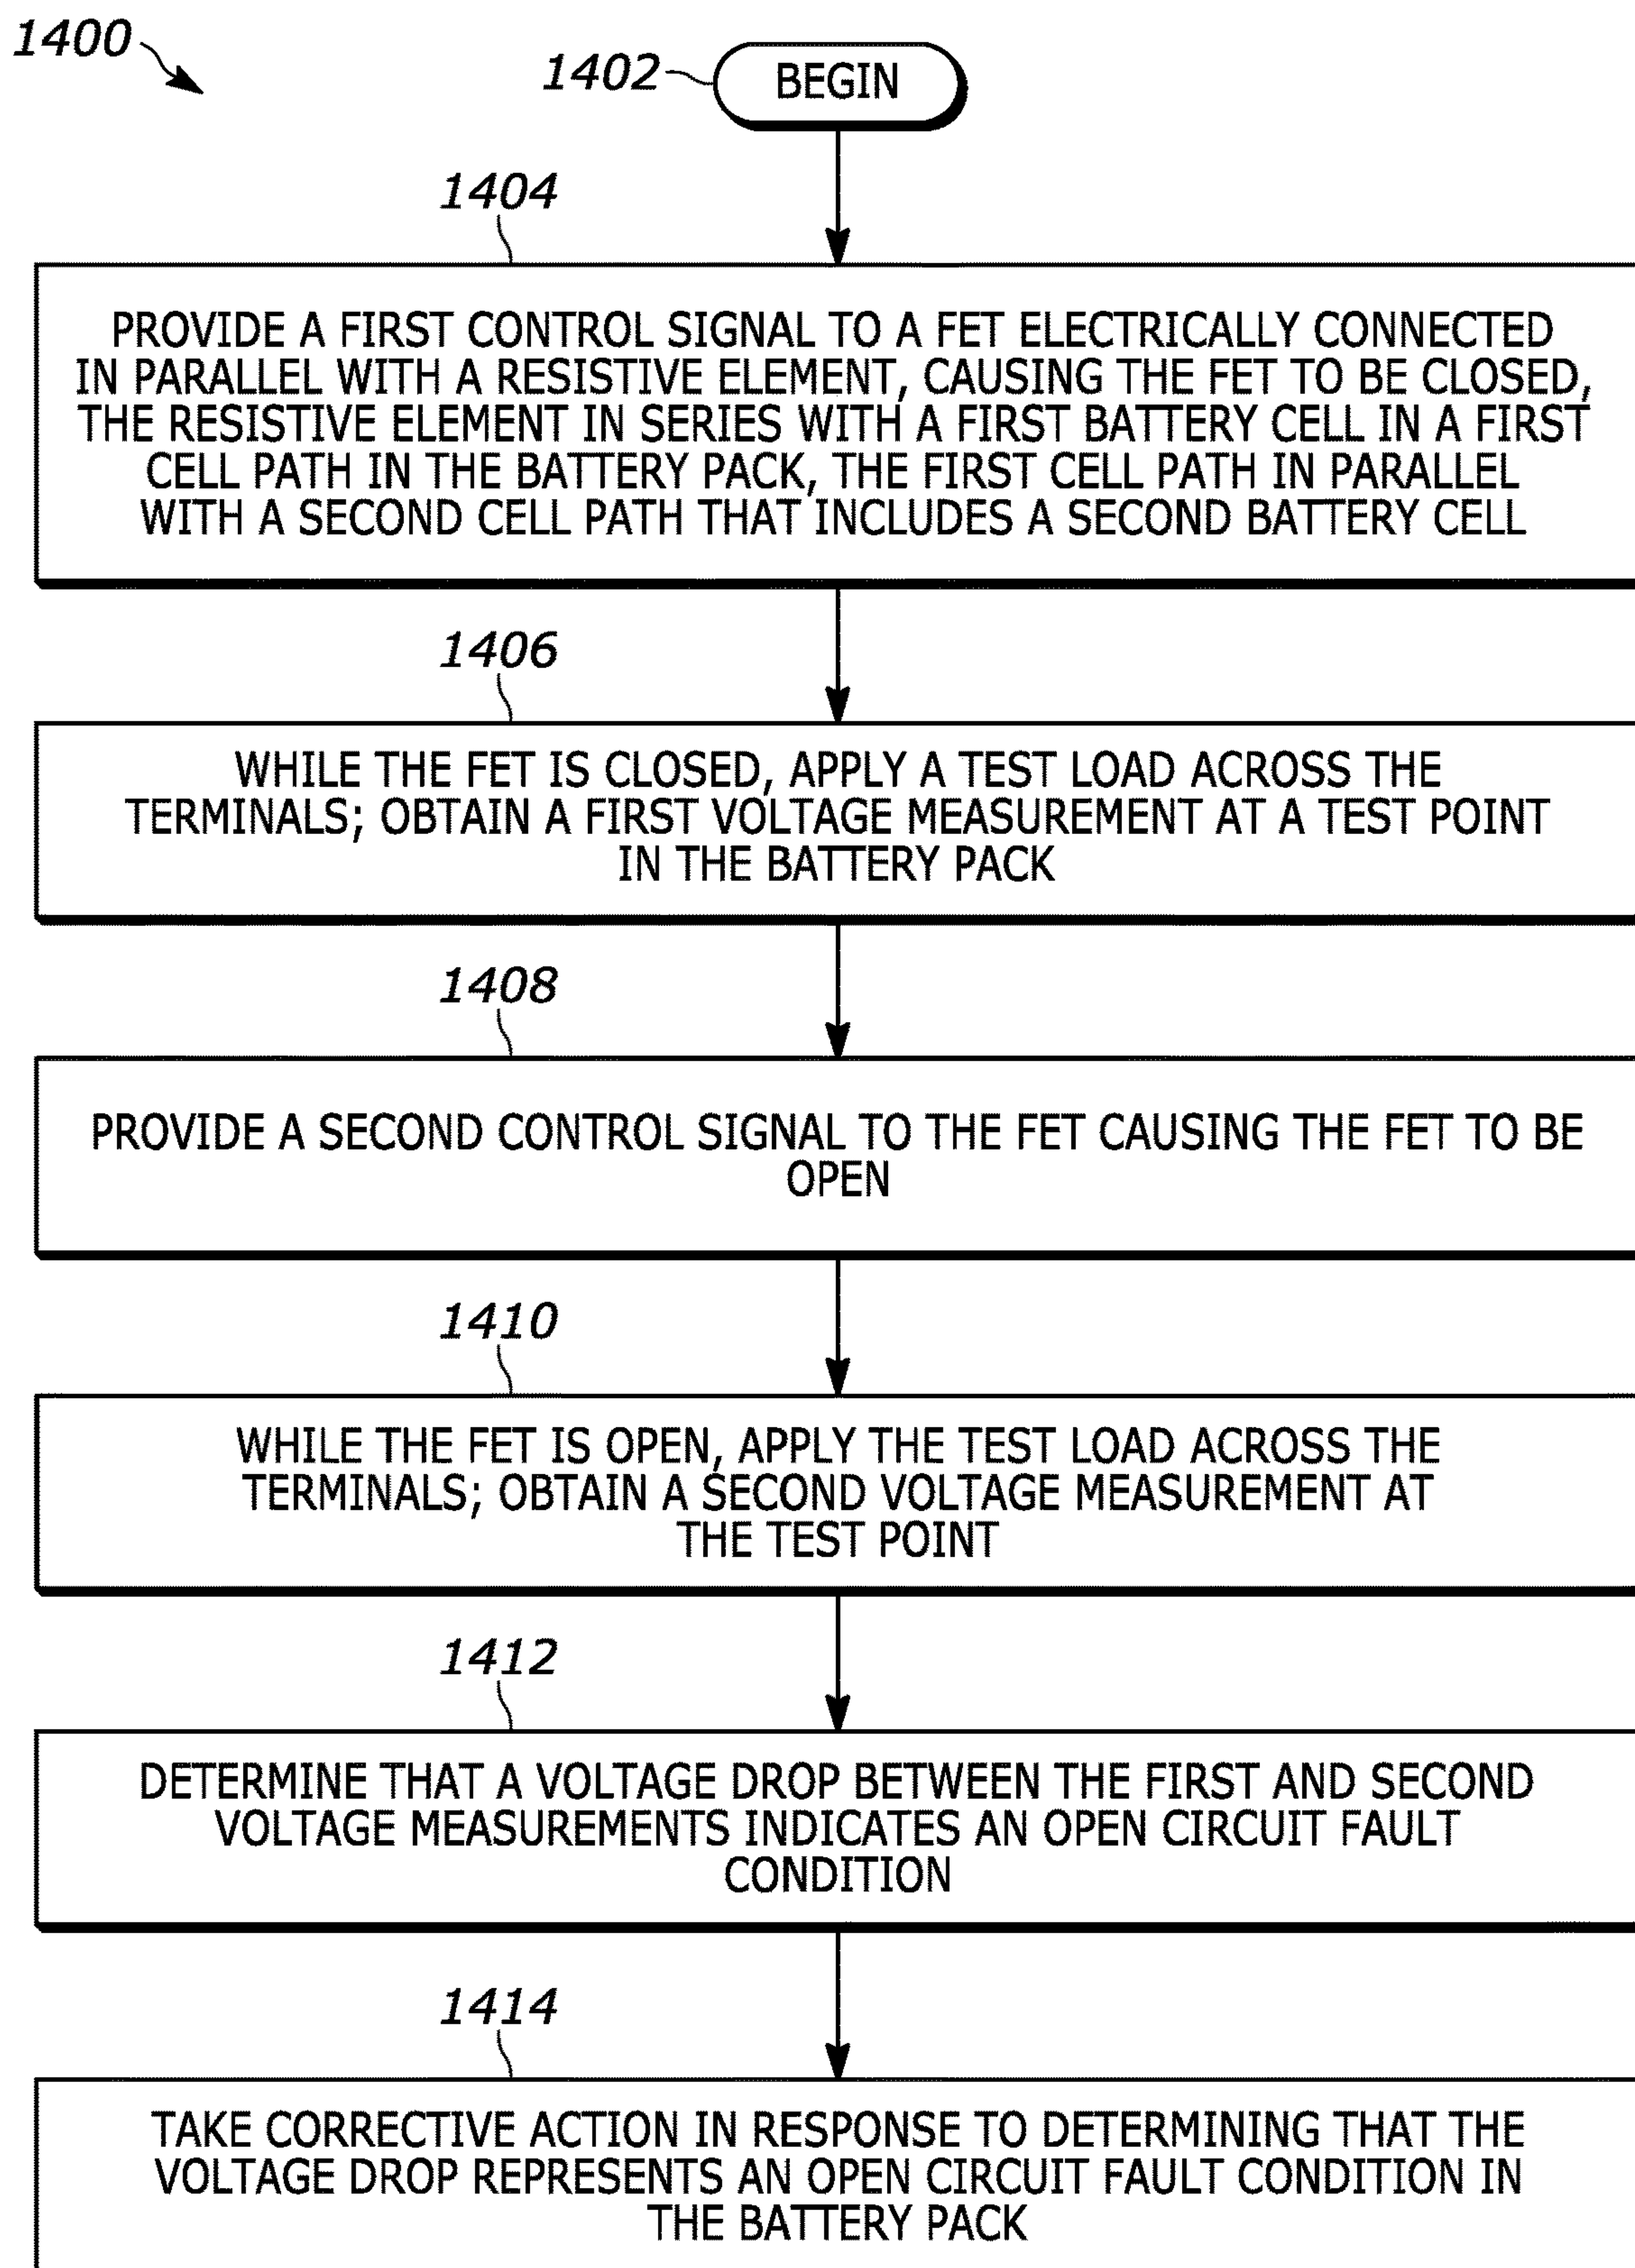 1400
1402
BEGIN
1404
PROVIDE A FIRST CONTROL SIGNAL TO A FET ELECTRICALLY CONNECTED
IN PARALLEL WITH A RESISTIVE ELEMENT, CAUSING THE FET TO BE CLOSED,
THE RESISTIVE ELEMENT IN SERIES WITH A FIRST BATTERY CELL IN A FIRST
CELL PATH IN THE BATTERY PACK, THE FIRST CELL PATH IN PARALLEL
WITH A SECOND CELL PATH THAT INCLUDES A SECOND BATTERY CELL
1406
WHILE THE FET IS CLOSED, APPLY A TEST LOAD ACROSS THE
TERMINALS; OBTAIN A FIRST VOLTAGE MEASUREMENT AT A TEST POINT
IN THE BATTERY PACK
1408
PROVIDE A SECOND CONTROL SIGNAL TO THE FET CAUSING THE FET TO BE
OPEN
1410
WHILE THE FET IS OPEN, APPLY THE TEST LOAD ACROSS THE
TERMINALS; OBTAIN A SECOND VOLTAGE MEASUREMENT AT
THE TEST POINT
1412
DETERMINE THAT A VOLTAGE DROP BETWEEN THE FIRST AND SECOND
VOLTAGE MEASUREMENTS INDICATES AN OPEN CIRCUIT FAULT
CONDITION
1414
TAKE CORRECTIVE ACTION IN RESPONSE TO DETERMINING THAT THE
VOLTAGE DROP REPRESENTS AN OPEN CIRCUIT FAULT CONDITION IN
THE BATTERY PACK